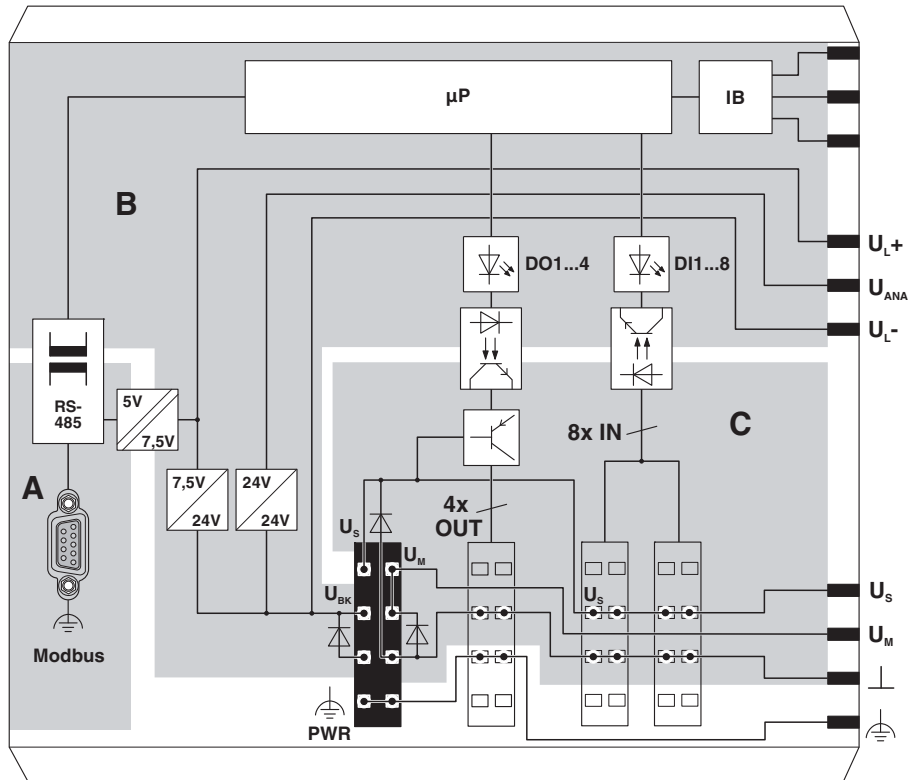 µP
IB
B
U_L+
DO1...4
DI1...8
U_ANA
U_L-
RS-
485
5V
7,5V
8x IN
C
A
7,5V
24V
24V
24V
4x
OUT
U_S
U_M
U_BK
U_S
U_S
U_M
Modbus
PWR